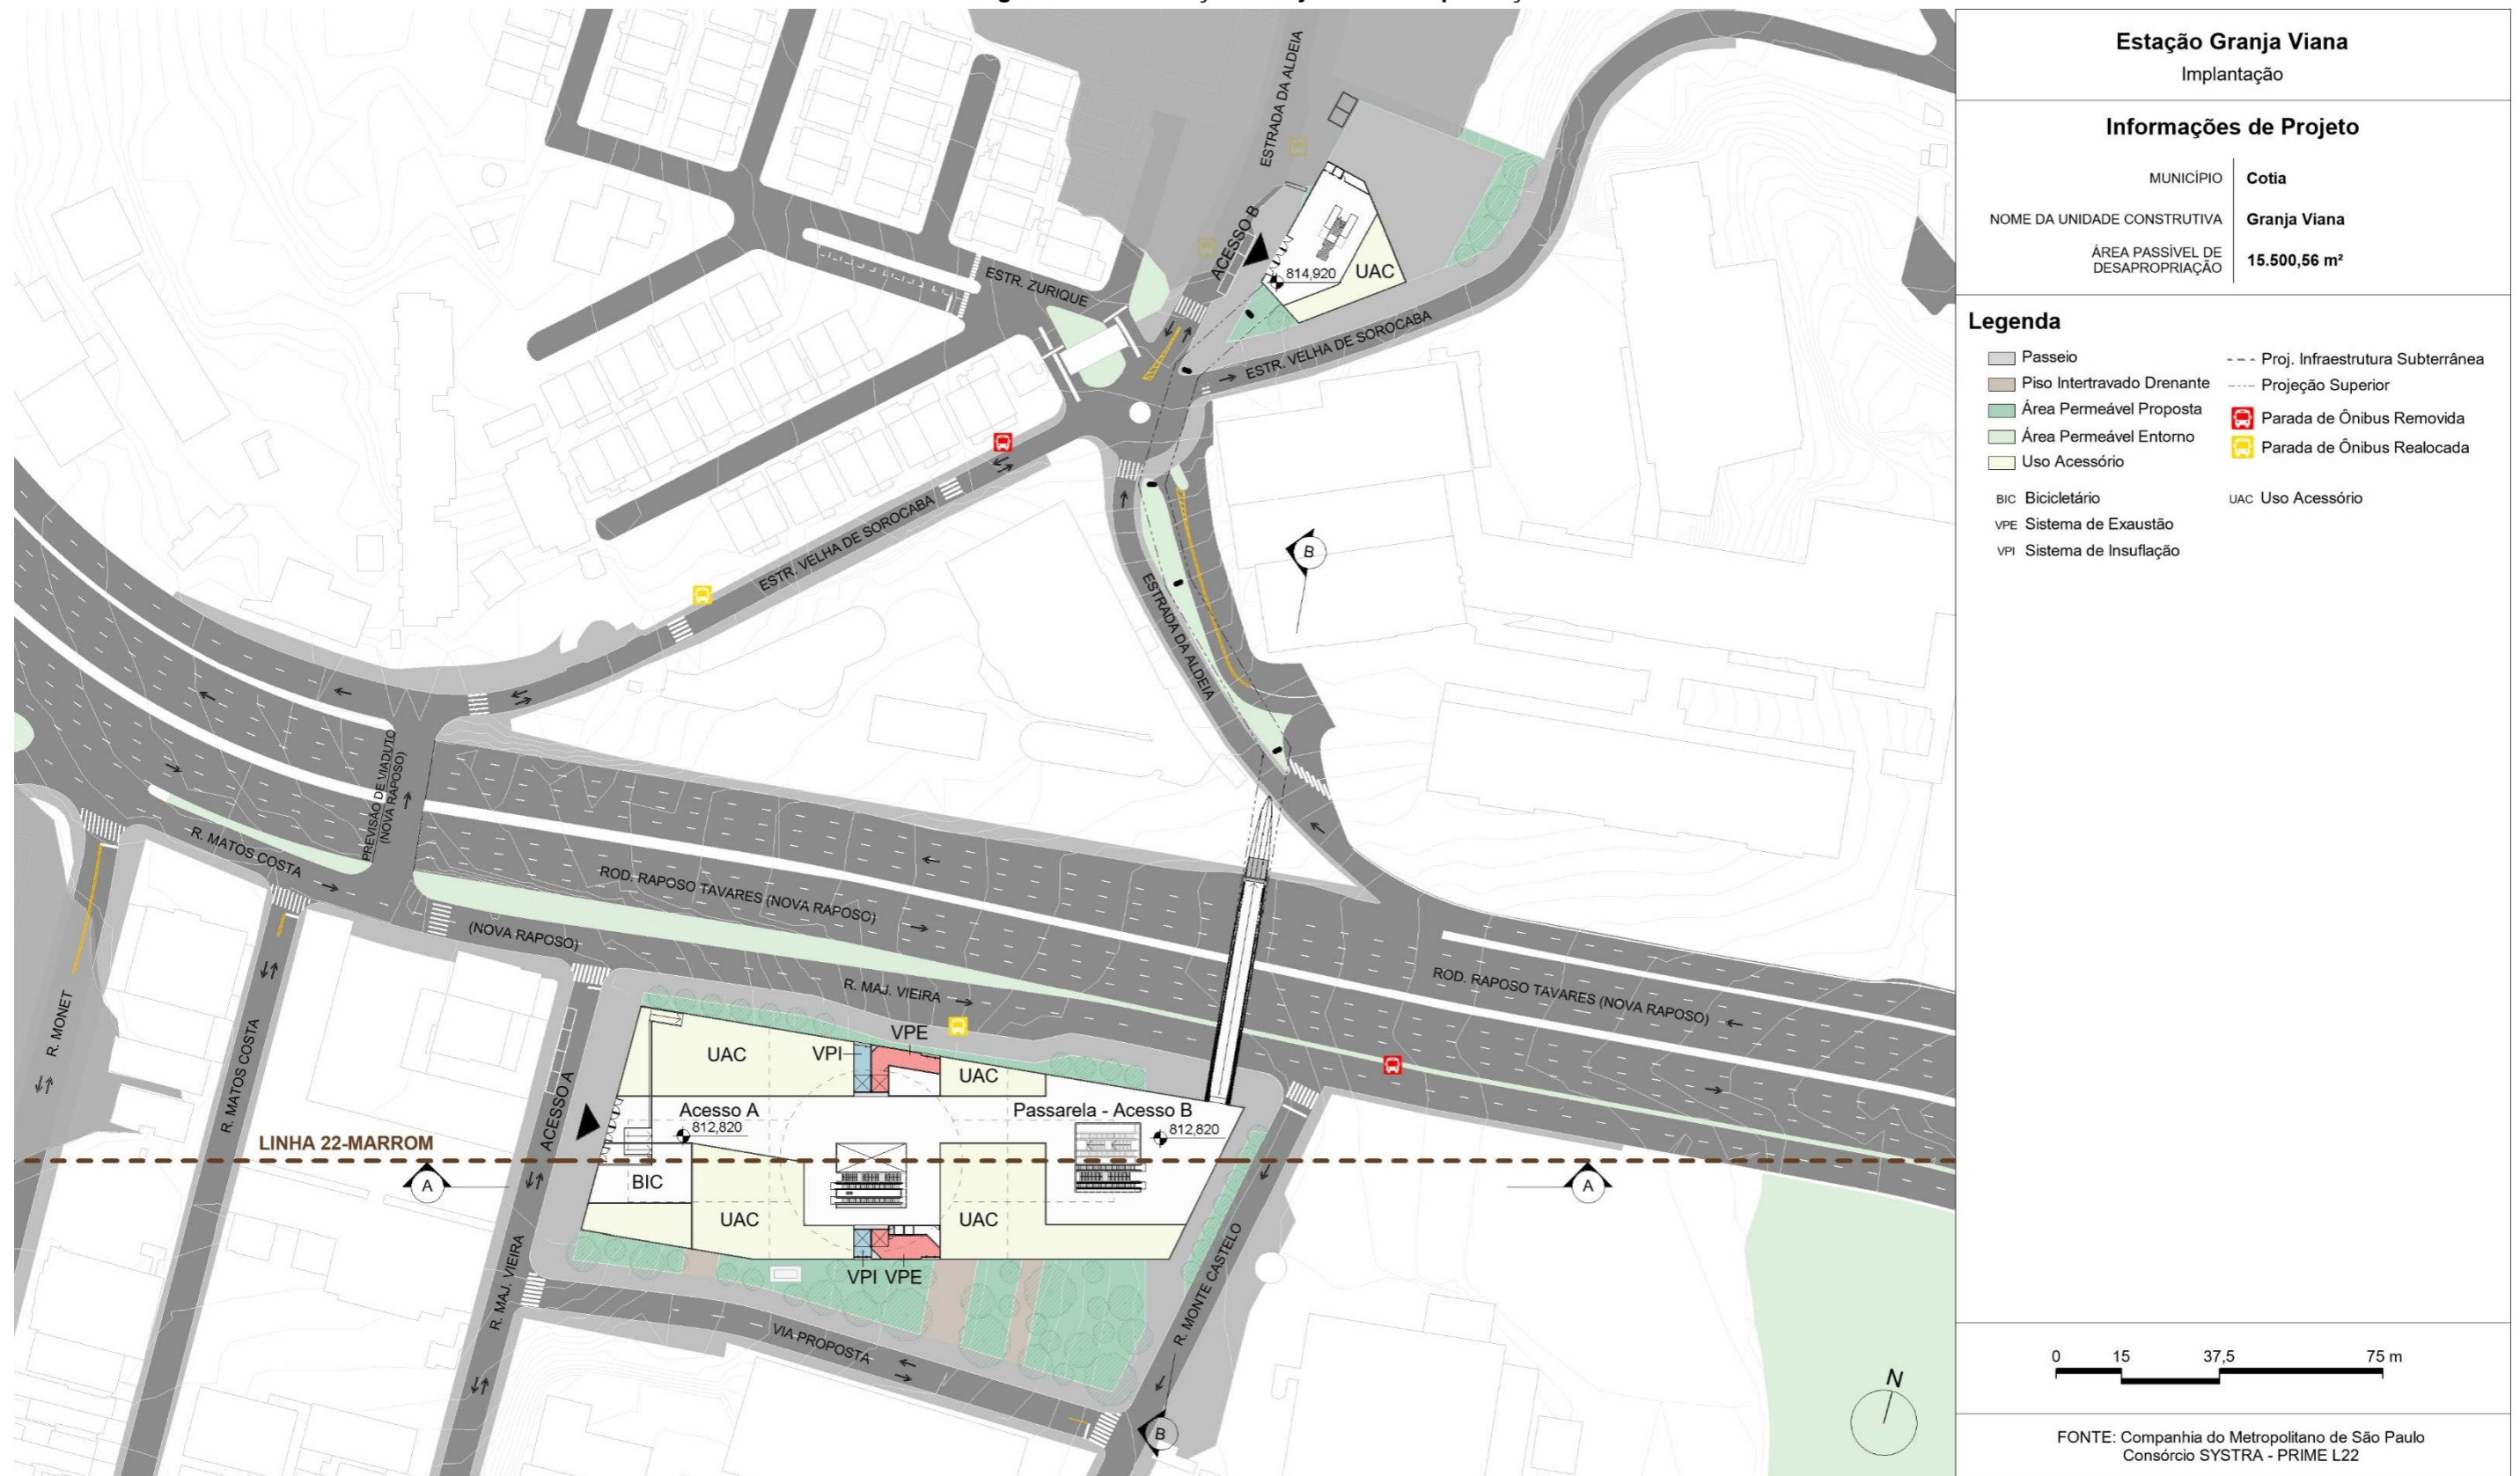 Estação Granja Viana
Implantação
Informações de Projeto
MUNICÍPIO Cotia
NOME DA UNIDADE CONSTRUTIVA Granja Viana
ÁREA PASSÍVEL DE
DESAPROPRIAÇÃO 15.500,56 m²
Legenda
Passeio
Piso Intertravado Drenante
Área Permeável Proposta
Área Permeável Entorno
Uso Acessório
Proj. Infraestrutura Subterrânea
Projeção Superior
Parada de Ônibus Removida
Parada de Ônibus Realocada
BIC Bicicletário
VPE Sistema de Exaustão
VPI Sistema de Insuflação
UAC Uso Acessório
0 15 37,5 75 m
FONTE: Companhia do Metropolitano de São Paulo
Consórcio SYSTRA - PRIME L22
N
ESTRADA DA ALDEIA
ACESSO B
814,920
UAC
ESTR. ZURIQUE
ESTR. VELHA DE SOROCABA
ESTR. VELHA DE SOROCABA
B
ESTRADA DA ALDEIA
PREVISÃO DE VIADUTO
(NOVA RAPOSO)
R. MATOS COSTA
ROD. RAPOSO TAVARES (NOVA RAPOSO)
(NOVA RAPOSO)
R. MAJ. VIEIRA
ROD. RAPOSO TAVARES (NOVA RAPOSO)
R. MONET
R. MATOS COSTA
ACESSO A
UAC
VPI
VPE
UAC
Acesso A
812,820
Passarela - Acesso B
812,820
LINHA 22-MARROM
A
A
BIC
UAC
UAC
VPI
VPE
R. MAJ. VIEIRA
VIA PROPOSTA
R. MONTE CASTELO
B